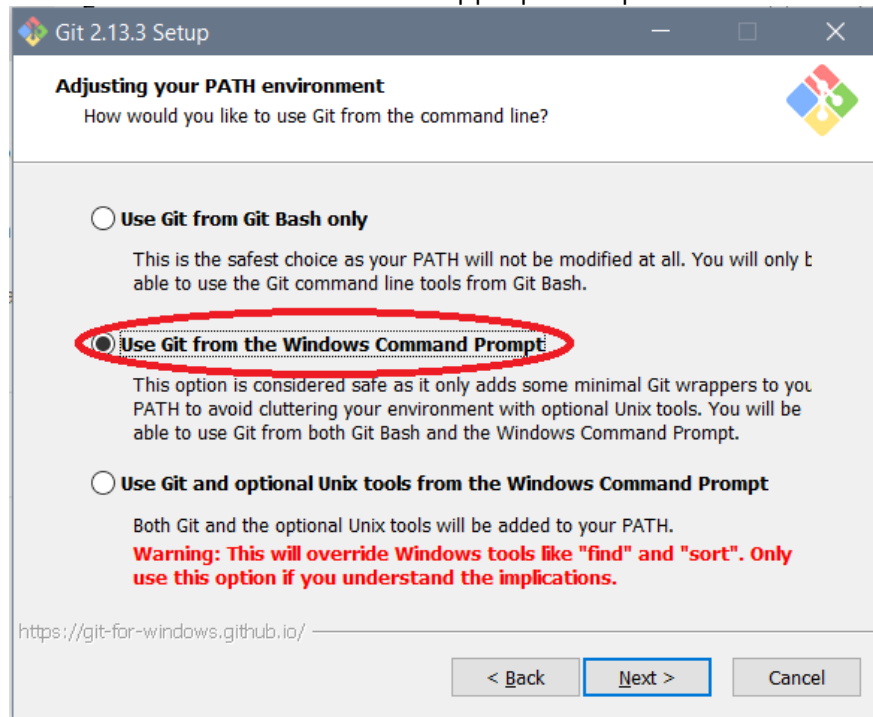 Git 2.13.3 Setup
Adjusting your PATH environment
How would you like to use Git from the command line?
Use Git from Git Bash only
This is the safest choice as your PATH will not be modified at all. You will only
able to use the Git command line tools from Git Bash.
Use Git from the Windows Command Prompt
This option is considered safe as it only adds some minimal Git wrappers to
PATH to avoid cluttering your environment with optional Unix tools. You will be
able to use Git from both Git Bash and the Windows Command Prompt.
Use Git and optional Unix tools from the Windows Command Prompt
Both Git and the optional Unix tools will be added to your PATH.
Warning: This will override Windows tools like "find" and "sort". Only
use this option if you understand the implications.
https://git-for-windows.github.io/
< Back
Next >
Cancel